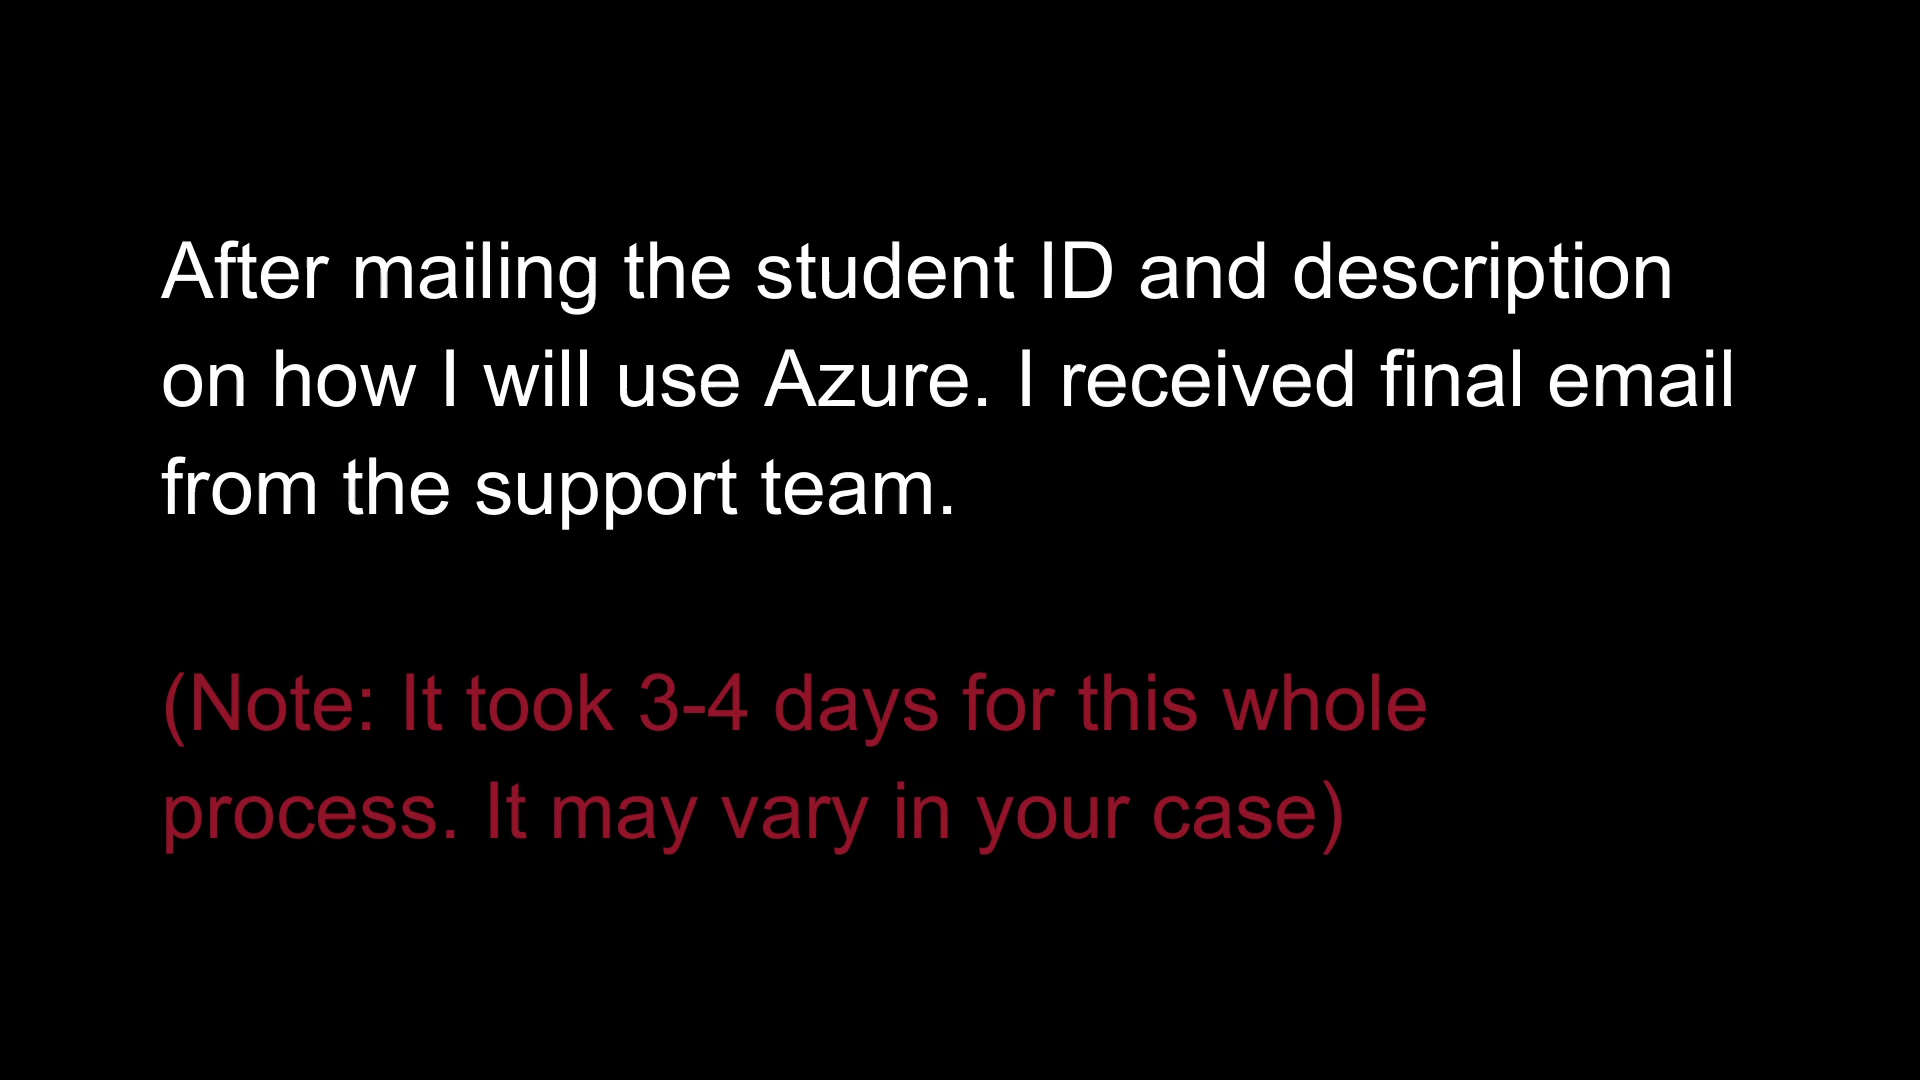 After mailing the student ID and description
on how I will use Azure. I received final email
from the support team.
(Note: It took 3-4 days for this whole
process. It may vary in your case)